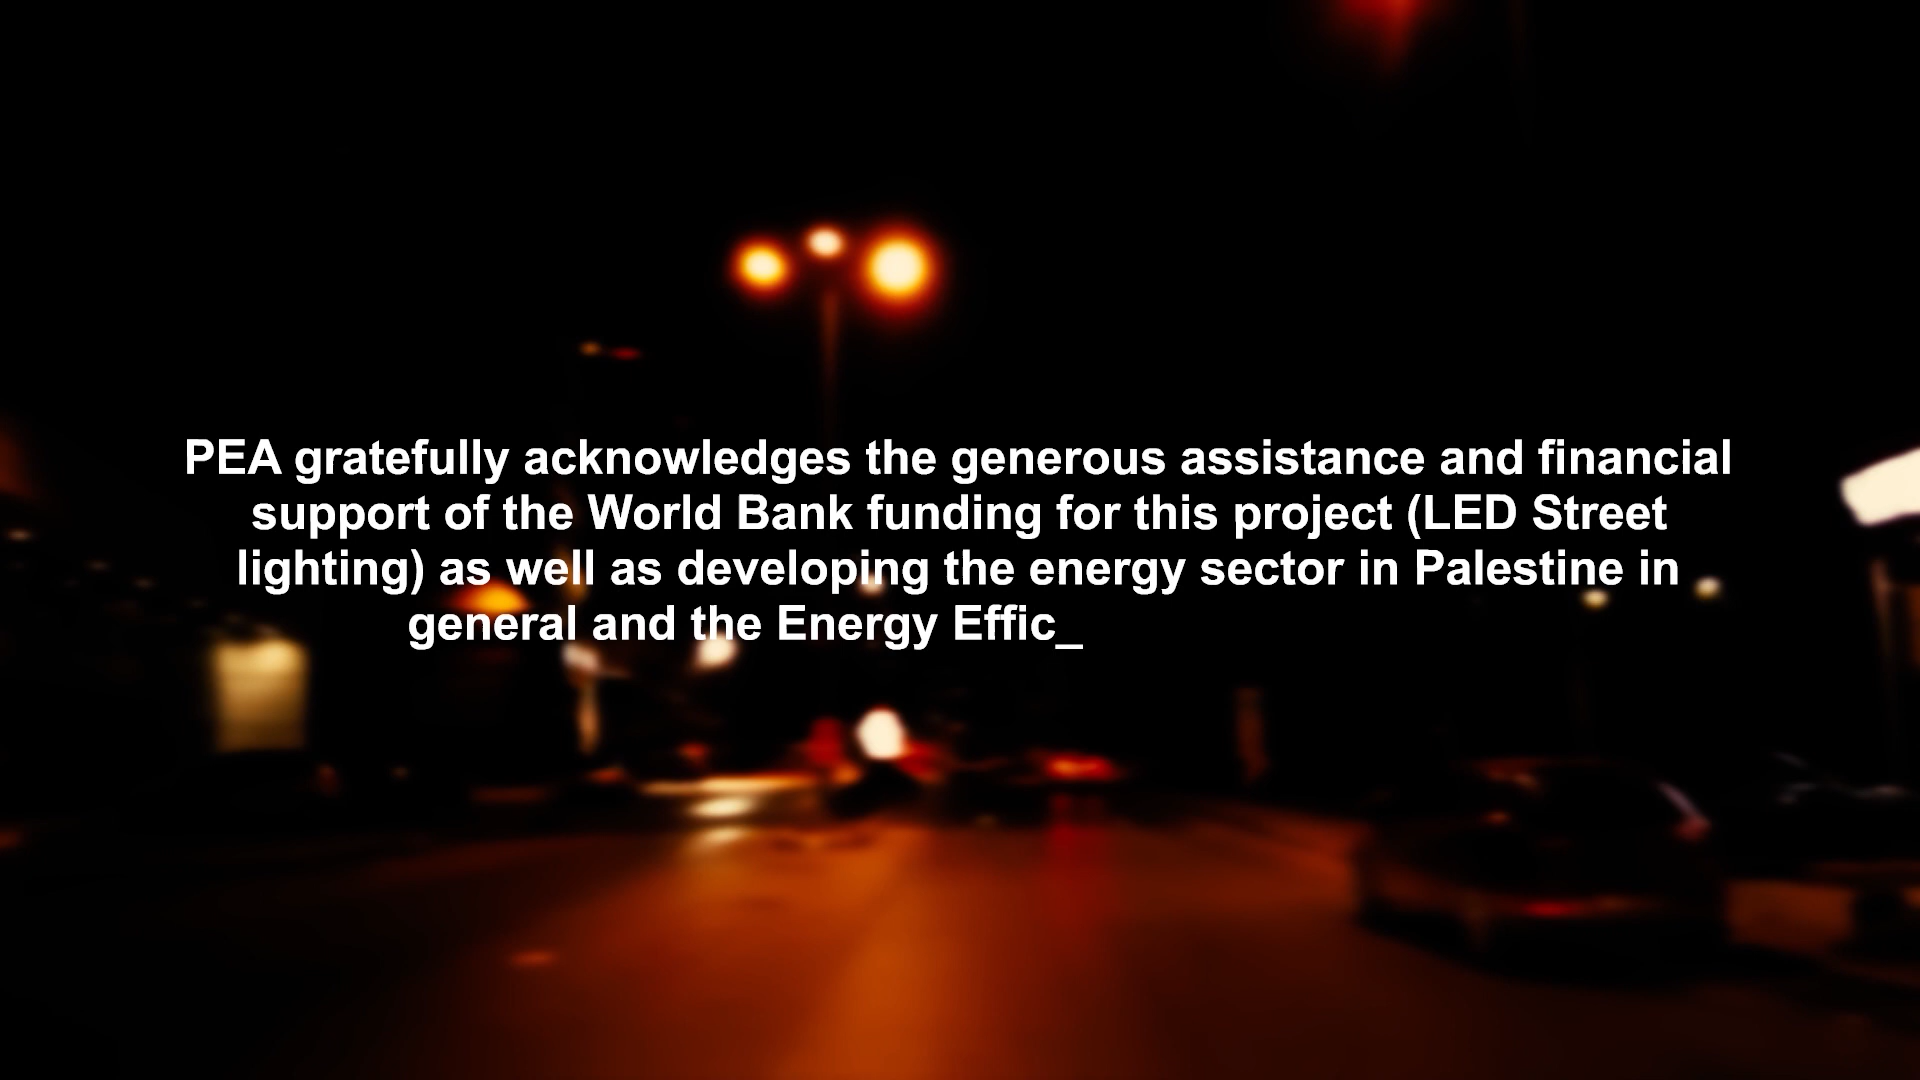 PEA gratefully acknowledges the generous assistance and financial
support of the World Bank funding for this project (LED Street
lighting) as well as developing the energy sector in Palestine in
general and the Energy Effic_